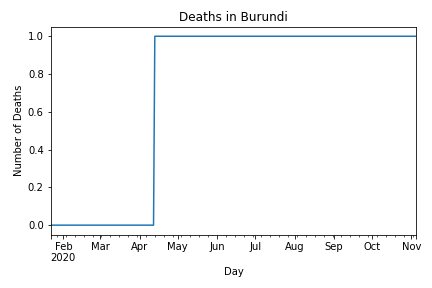 Deaths in Burundi
Number of Deaths
1.0
0.8
0.6
0.4
0.2
0.0
Feb Mar Apr May Jun Jul Aug Sep Oct Nov
2020
Day